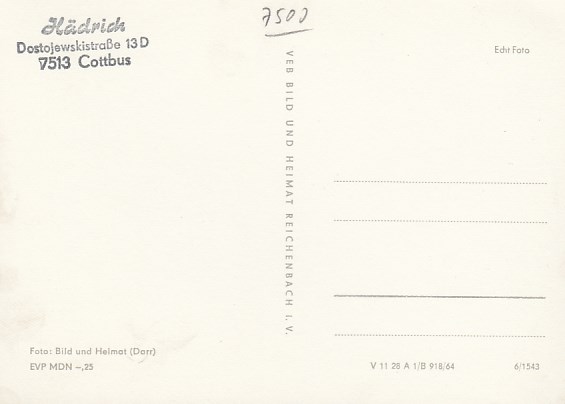 Hädrich
Dostojewskistraße 13 D
7513 Cottbus
7500
VEB BILD UND HEIMAT REICHENBACH I. V.
Echt Foto
Foto: Bild und Heimat (Darr)
EVP MDN –,25
V 11 28 A 1/B 918/64
6/1543